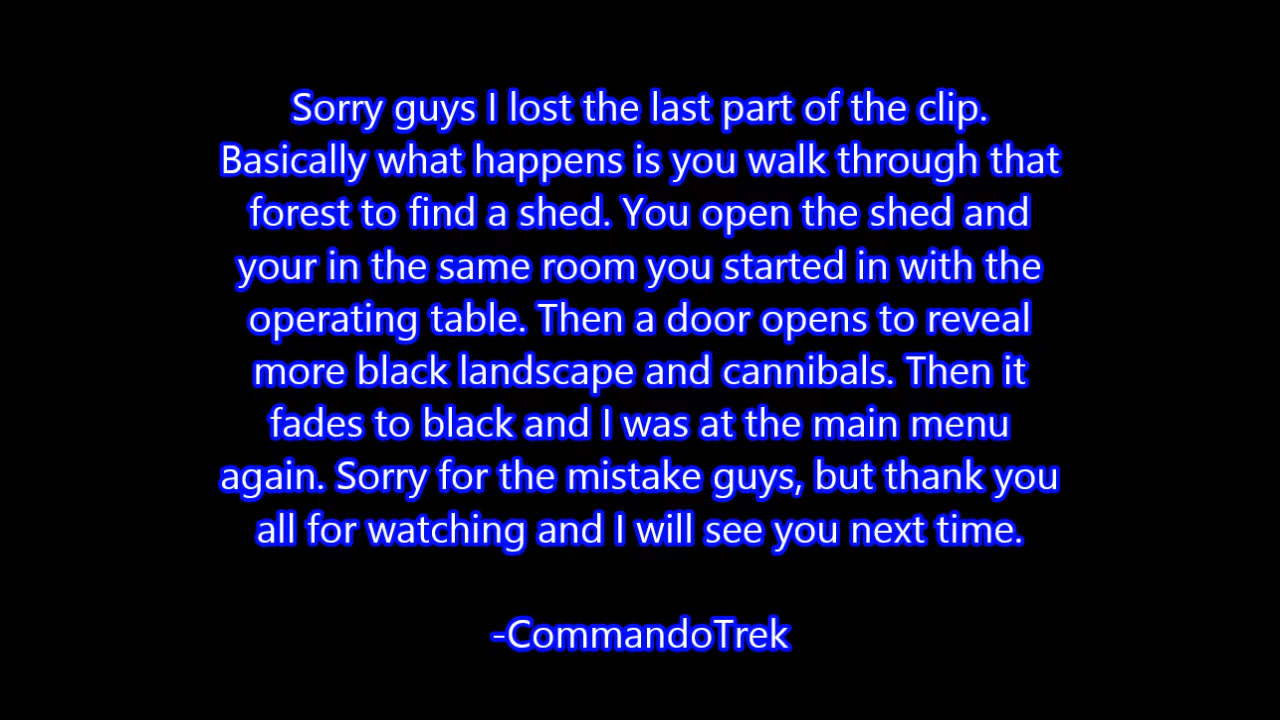 Sorry guys I lost the last part of the clip.
Basically what happens is you walk through that
forest to find a shed. You open the shed and
your in the same room you started in with the
operating table. Then a door opens to reveal
more black landscape and cannibals. Then it
fades to black and I was at the main menu
again. Sorry for the mistake guys, but thank you
all for watching and I will see you next time.
-CommandoTrek